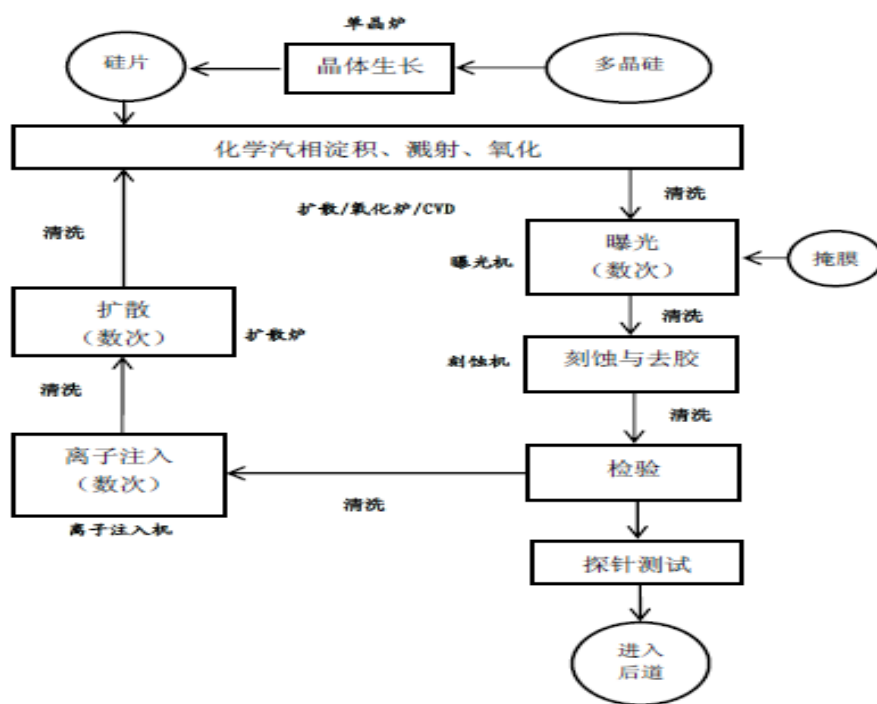 单晶炉
硅片
晶体生长
多晶硅
化学汽相淀积、溅射、氧化
清洗
扩散/氧化炉/CVD
清洗
曝光
（数次）
曝光机
掩膜
扩散
（数次）
扩散炉
清洗
刻蚀机
刻蚀与去胶
清洗
清洗
离子注入
（数次）
离子注入机
检验
清洗
探针测试
进入
后道